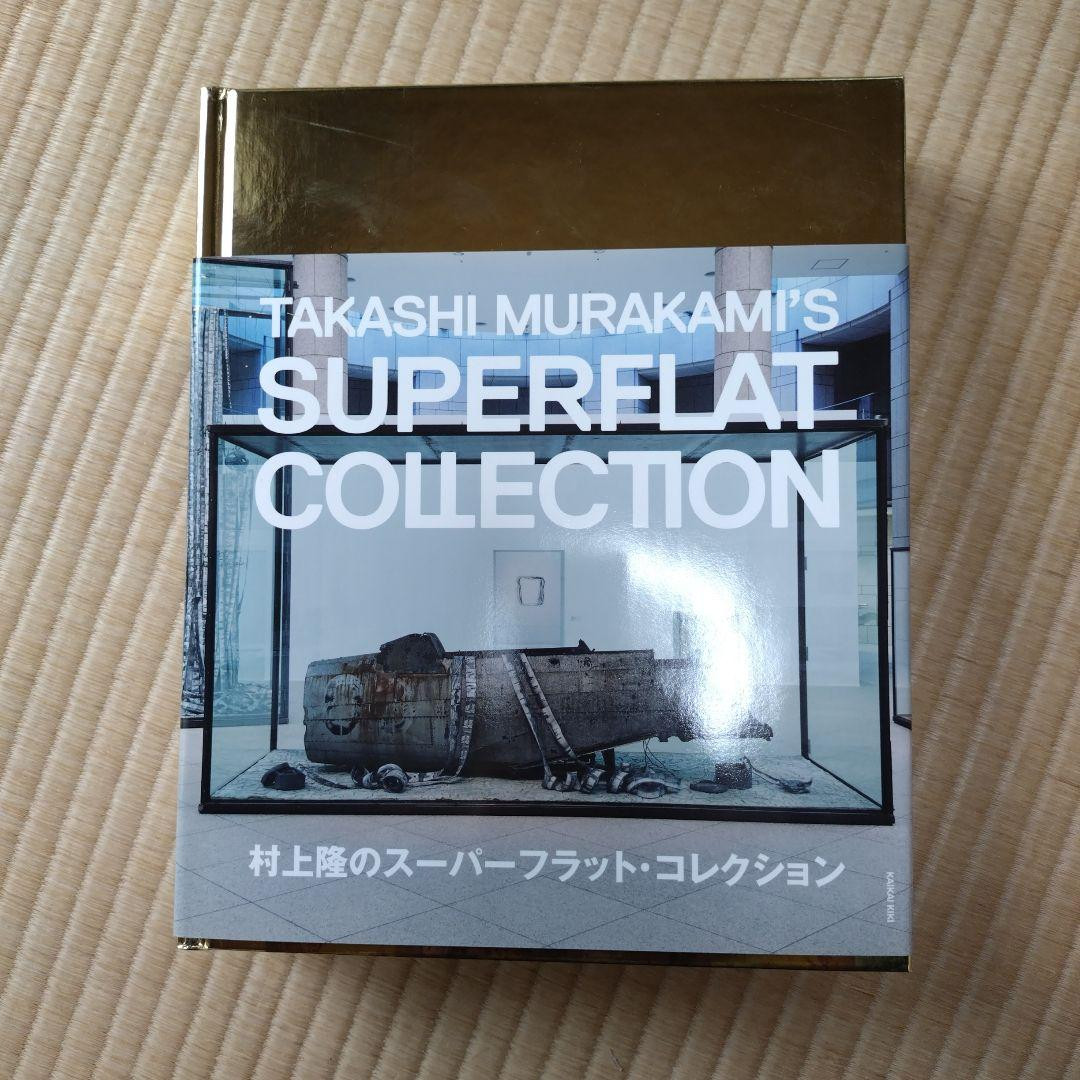 TAKASHI MURAKAMI'S
SUPERFLAT
COLLECTION
村上隆のスーパーフラット・コレクション
KAIKAI KIKI